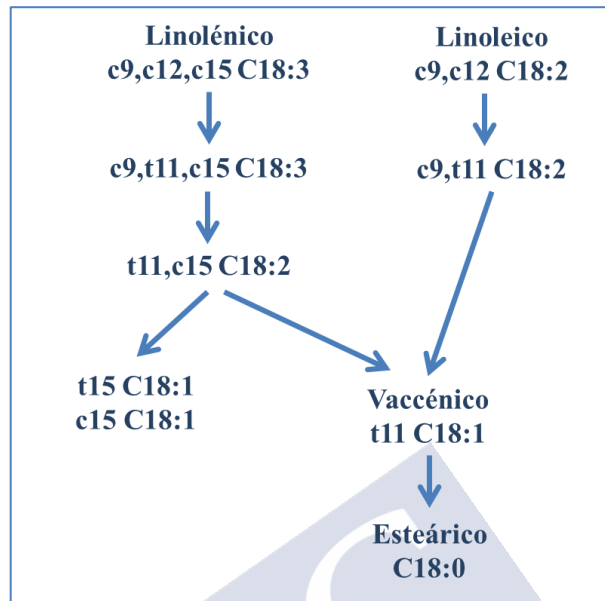 Linolénico
c9,c12,c15 C18:3
Linoleico
c9,c12 C18:2
c9,t11,c15 C18:3
c9,t11 C18:2
t11,c15 C18:2
t15 C18:1
c15 C18:1
Vaccénico
t11 C18:1
Esteárico
C18:0